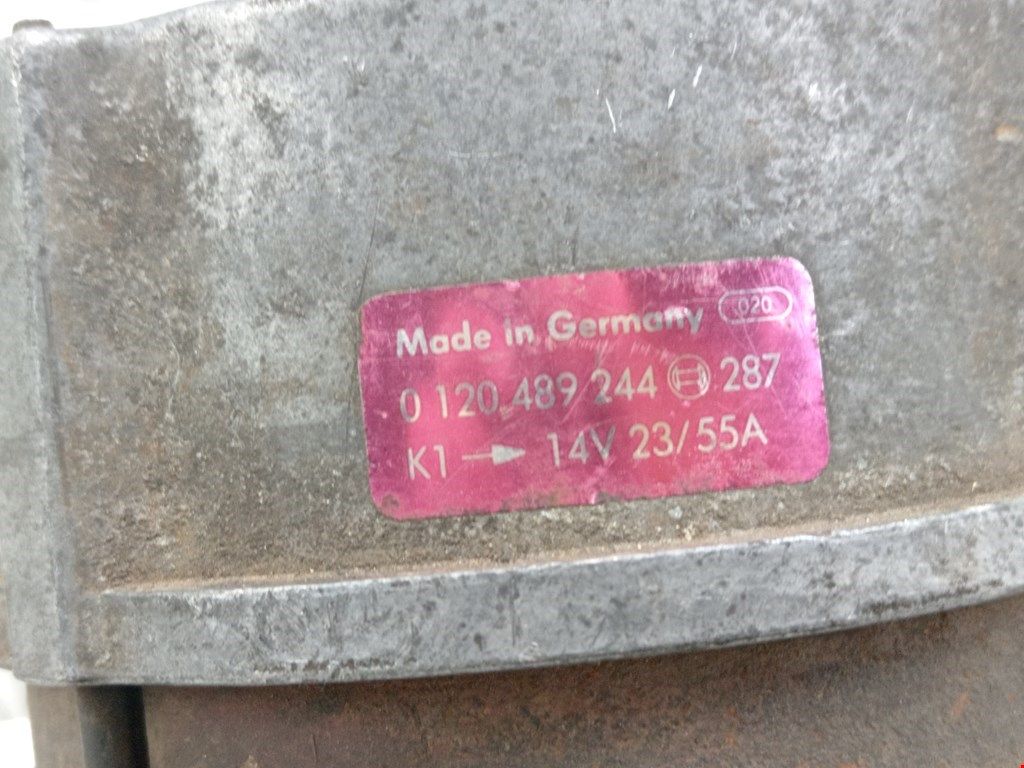 Made in Germany 020
0 120 489 244 287
K1 → 14V 23/55A